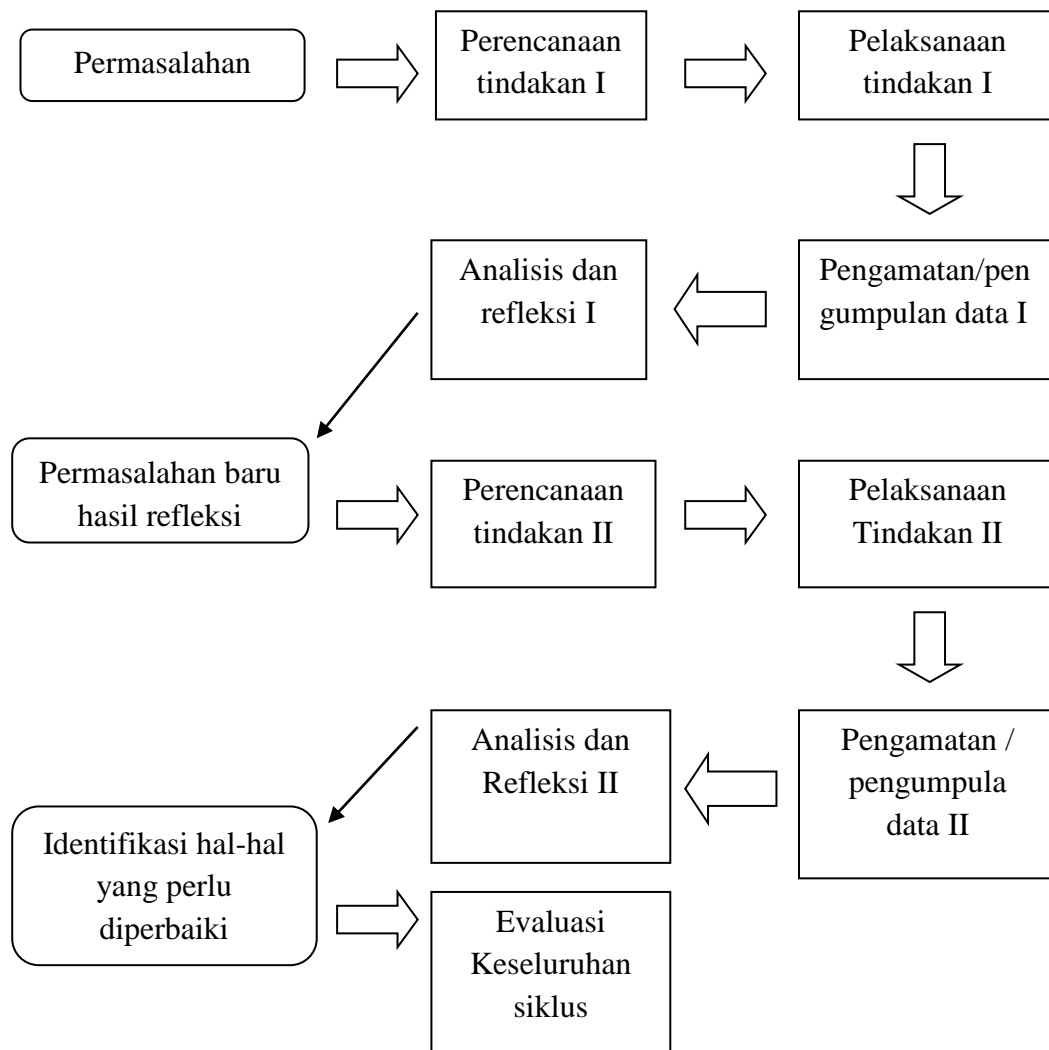 Permasalahan
Perencanaan
tindakan I
Pelaksanaan
tindakan I
Analisis dan
refleksi I
Pengamatan/pen
gumpulan data I
Permasalahan baru
hasil refleksi
Perencanaan
tindakan II
Pelaksanaan
Tindakan II
Analisis dan
Refleksi II
Pengamatan /
pengumpula
data II
Identifikasi hal-hal
yang perlu
diperbaiki
Evaluasi
Keseluruhan
siklus